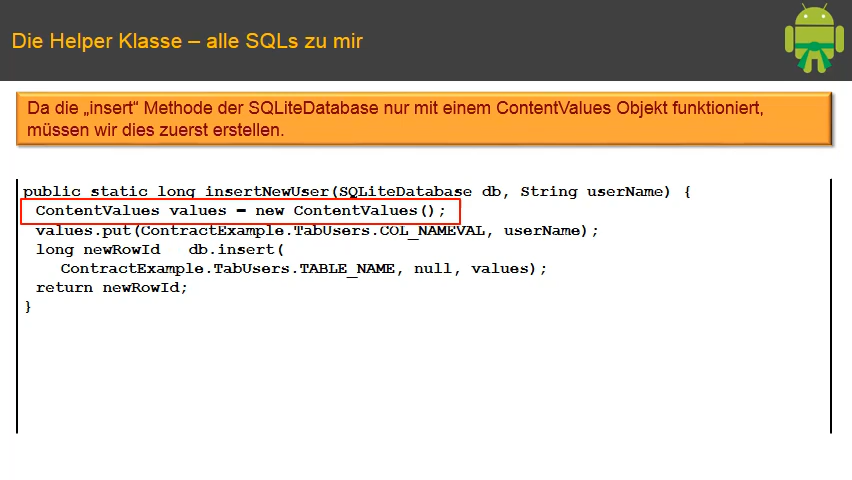 Die Helper Klasse – alle SQLs zu mir
Da die „insert“ Methode der SQLiteDatabase nur mit einem ContentValues Objekt funktioniert,
müssen wir dies zuerst erstellen.
public static long insertNewUser(SQLiteDatabase db, String userName) {
ContentValues values = new ContentValues();
values.put(ContractExample.TabUsers.COL_NAMEVAL, userName);
long newRowId db.insert(
ContractExample.TabUsers.TABLE_NAME, null, values);
return newRowId;
}